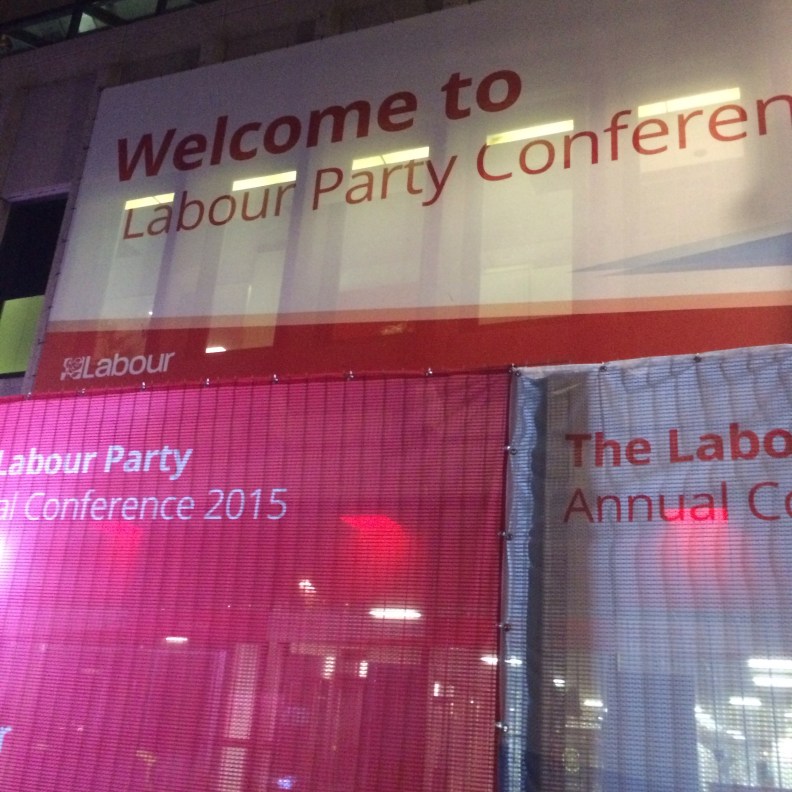 Welcome to
Labour Party Conferen
Labour
Labour Party
al Conference 2015
The Labo
Annual Co
r